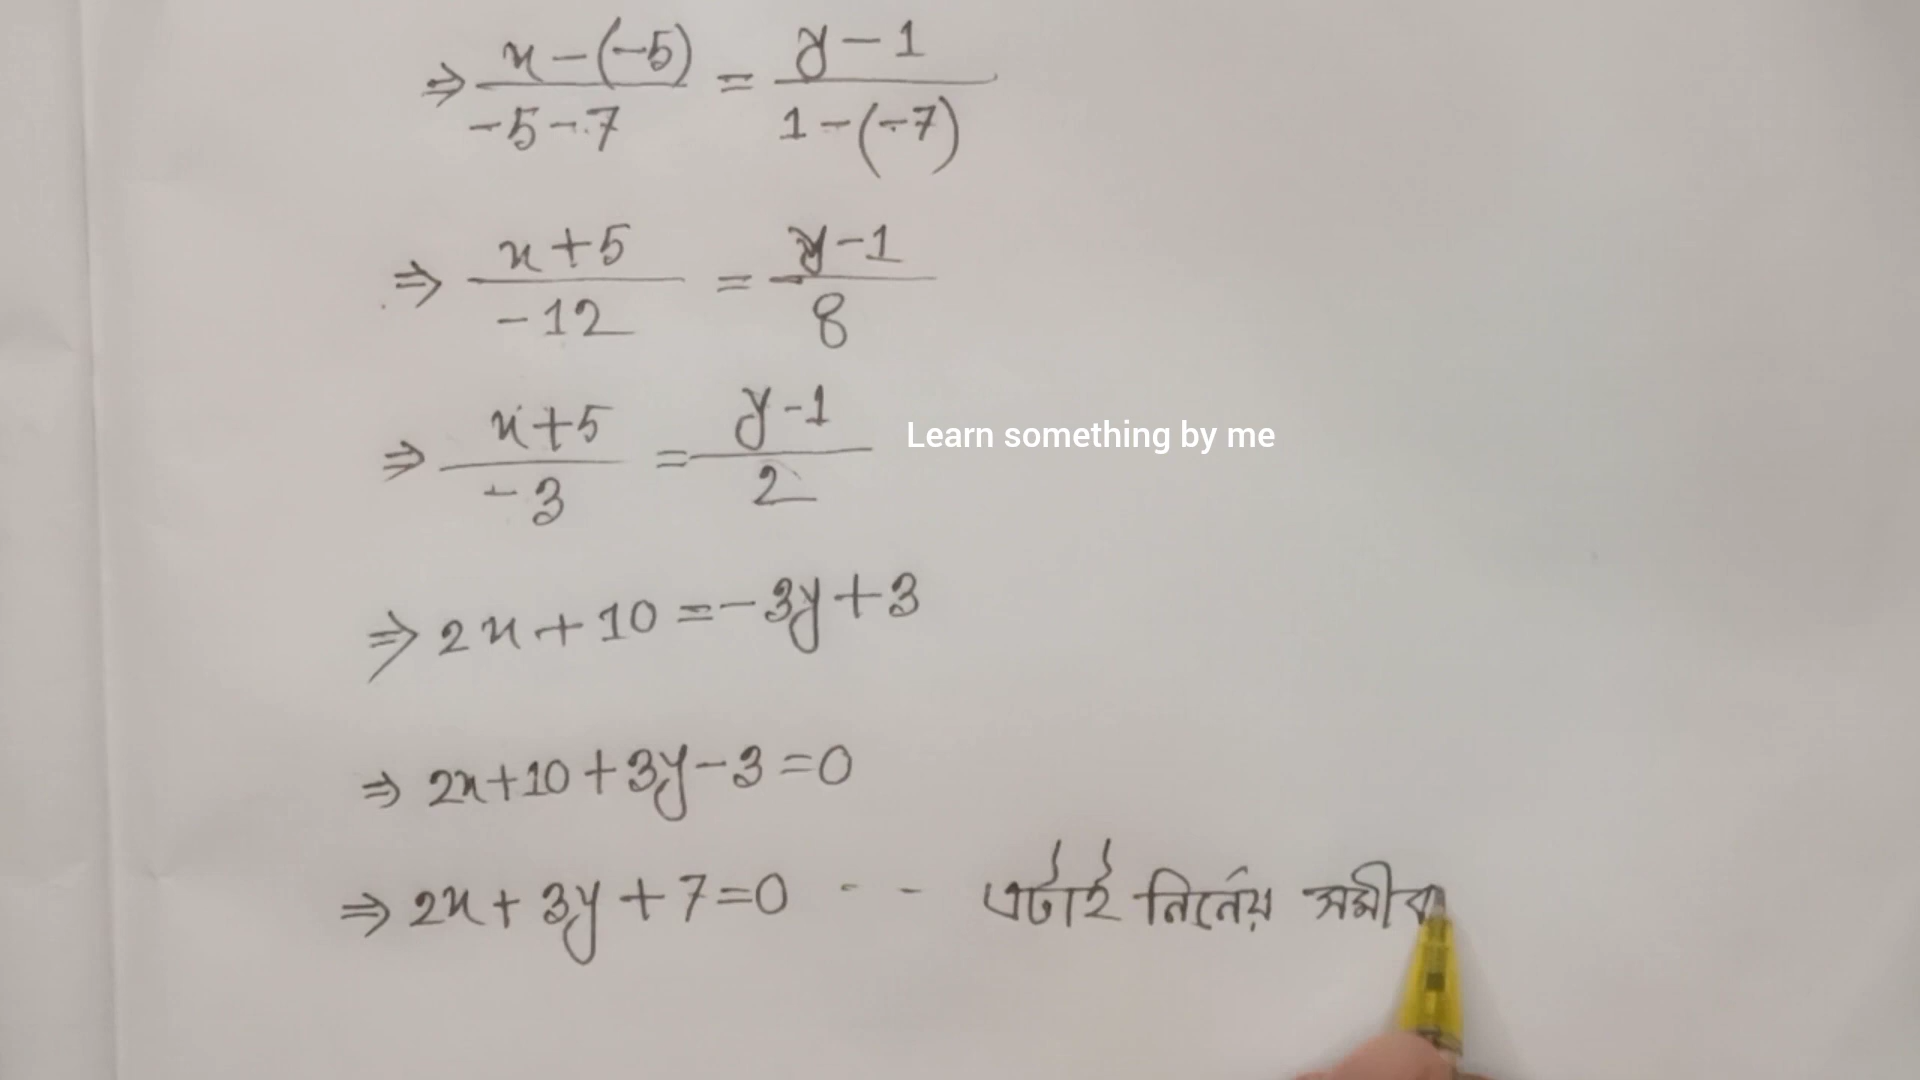 ⇒ x-(-5)/-5-7 = y-1/1-(-7)
⇒ x+5/-12 = y-1/8
⇒ x+5/-3 = y-1/2
Learn something by me
⇒ 2x+10=-3y+3
⇒ 2x+10+3y-3=0
⇒ 2x+3y+7=0 - - এটাই নির্নেয় সমীক